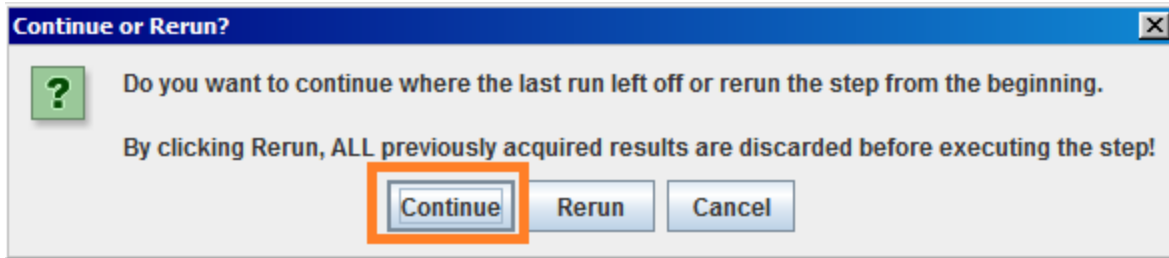 Continue or Rerun?
Do you want to continue where the last run left off or rerun the step from the beginning.
By clicking Rerun, ALL previously acquired results are discarded before executing the step!
Continue Rerun Cancel